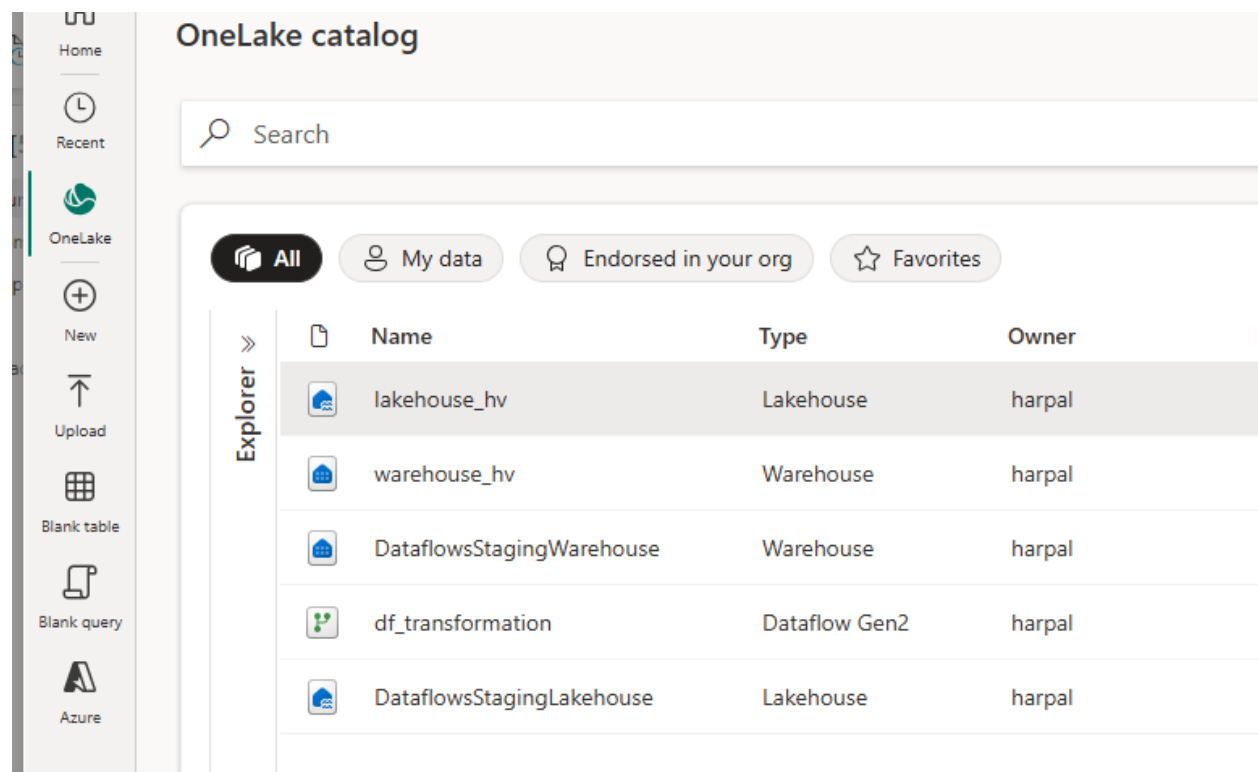 Home
Recent
OneLake
New
Upload
Blank table
Blank query
Azure
OneLake catalog
Search
All My data Endorsed in your org Favorites
Explorer
Name Type Owner
lakehouse_hv Lakehouse harpal
warehouse_hv Warehouse harpal
DataflowsStagingWarehouse Warehouse harpal
df_transformation Dataflow Gen2 harpal
DataflowsStagingLakehouse Lakehouse harpal